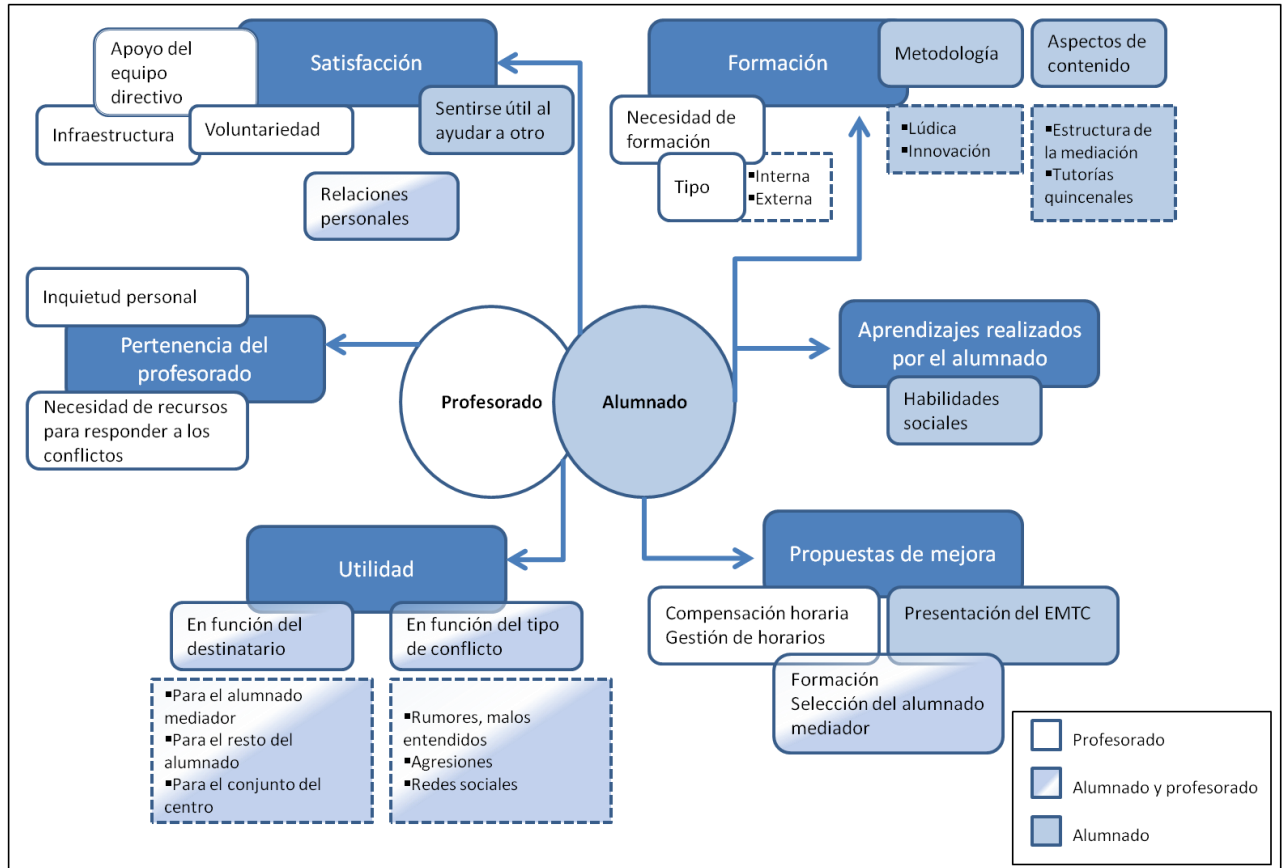 Apoyo del
equipo
directivo
Satisfacción
Infraestructura
Voluntariedad
Sentirse útil al
ayudar a otro
Relaciones
personales
Formación
Metodología
Aspectos de
contenido
Necesidad de
formación
Tipo
▪Interna
▪Externa
▪Lúdica
▪Innovación
▪Estructura de
la mediación
▪Tutorías
quincenales
Inquietud personal
Pertenencia del
profesorado
Necesidad de recursos
para responder a los
conflictos
Profesorado
Alumnado
Aprendizajes realizados
por el alumnado
Habilidades
sociales
Utilidad
En función del
destinatario
En función del tipo
de conflicto
▪Para el alumnado
mediador
▪Para el resto del
alumnado
▪Para el conjunto del
centro
▪Rumores, malos
entendidos
▪Agresiones
▪Redes sociales
Propuestas de mejora
Compensación horaria
Gestión de horarios
Presentación del EMTC
Formación
Selección del alumnado
mediador
Profesorado
Alumnado y profesorado
Alumnado